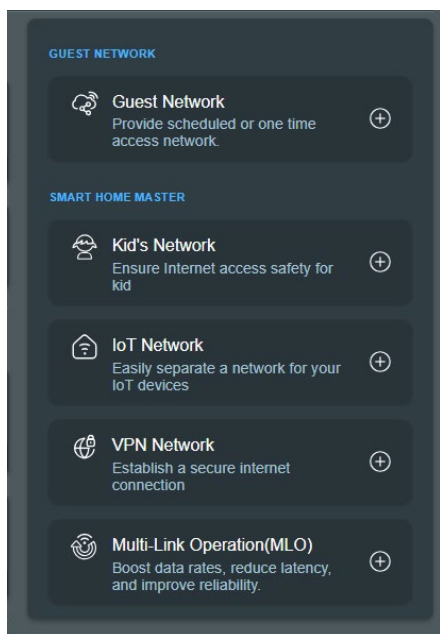 GUEST NETWORK
Guest Network
Provide scheduled or one time
access network.
SMART HOME MASTER
Kid's Network
Ensure Internet access safety for
kid
IoT Network
Easily separate a network for your
IoT devices
VPN Network
Establish a secure internet
connection
Multi-Link Operation(MLO)
Boost data rates, reduce latency,
and improve reliability.